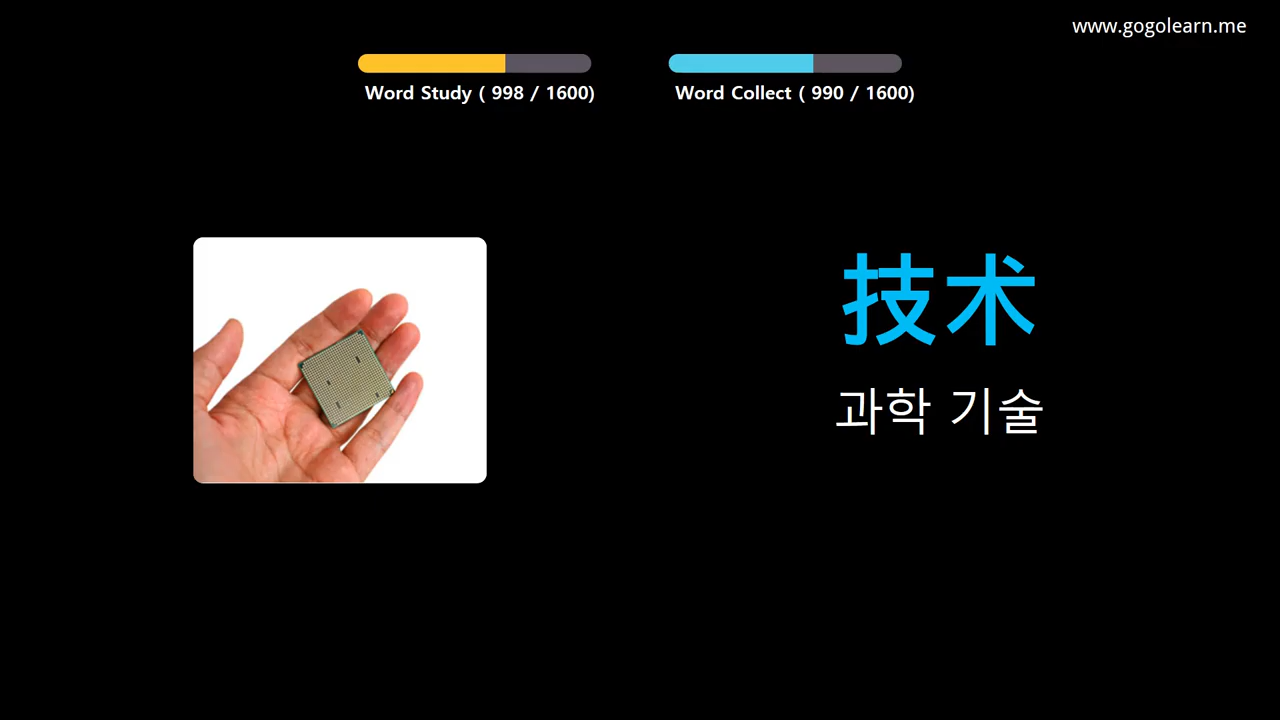 www.gogolearn.me
Word Study ( 998 / 1600)
Word Collect ( 990 / 1600)
技术
과학 기술